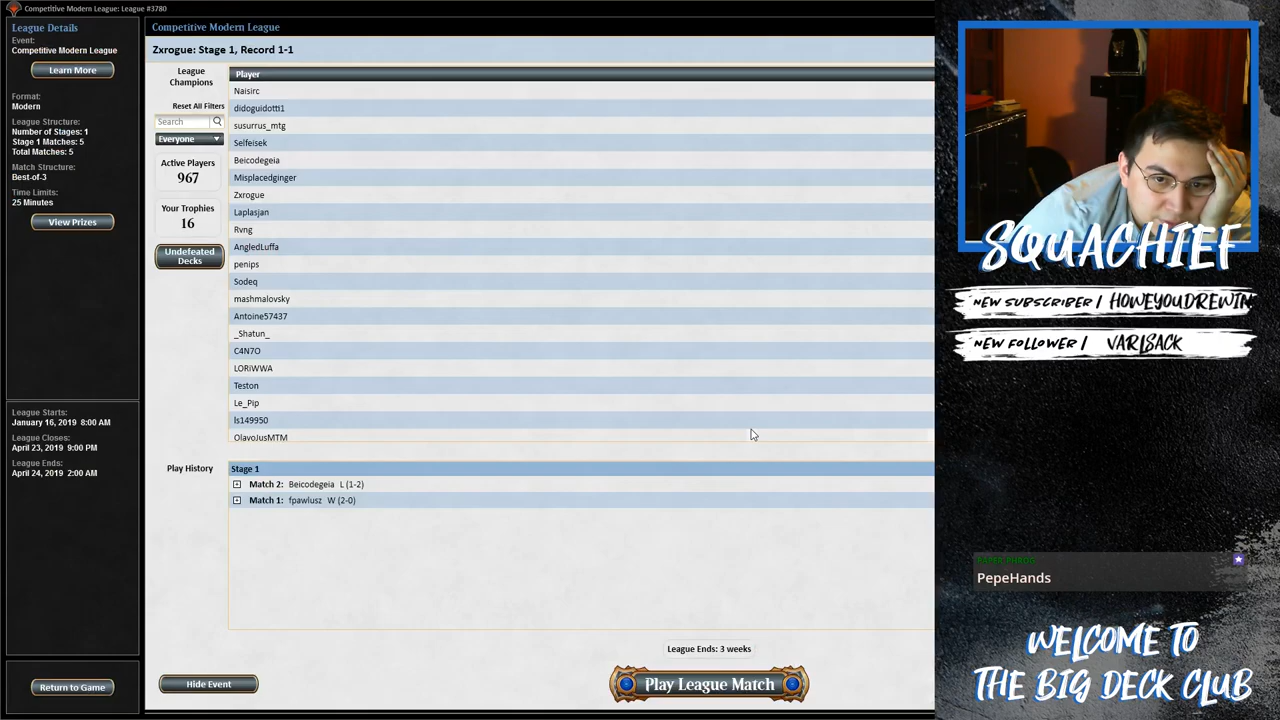 Competitive Modern League: League #3780
League Details
Event:
Competitive Modern League
Learn More
Format:
Modern
League Structure:
Number of Stages: 1
Stage 1 Matches: 5
Total Matches: 5
Match Structure:
Best-of-3
Time Limits:
25 Minutes
View Prizes
League Starts:
January 16, 2019 8:00 AM
League Closes:
April 23, 2019 9:00 PM
League Ends:
April 24, 2019 2:00 AM
Return to Game
Competitive Modern League
Zxrogue: Stage 1, Record 1-1
League
Champions
Reset All Filters
Search
Everyone
Active Players
967
Your Trophies
16
Undefeated
Decks
Player
Naisirc
didoguidotti1
susurrus_mtg
Selfeisek
Beicodegeia
Misplacedginger
Zxrogue
Laplasjan
Rvng
AngledLuffa
penips
Sodeq
mashmalovsky
Antoine57437
_Shatun_
C4N7O
LORiWWA
Teston
Le_Pip
ls149950
OlavoJusMTM
Play History
Stage 1
Match 2: Beicodegeia L (1-2)
Match 1: fpawlusz W (2-0)
League Ends: 3 weeks
Hide Event
Play League Match
SQUACHIEF
NEW SUBSCRIBER / HOWEYOUDREWIN
NEW FOLLOWER / VARLSACK
PepeHands
WELCOME TO
THE BIG DECK CLUB